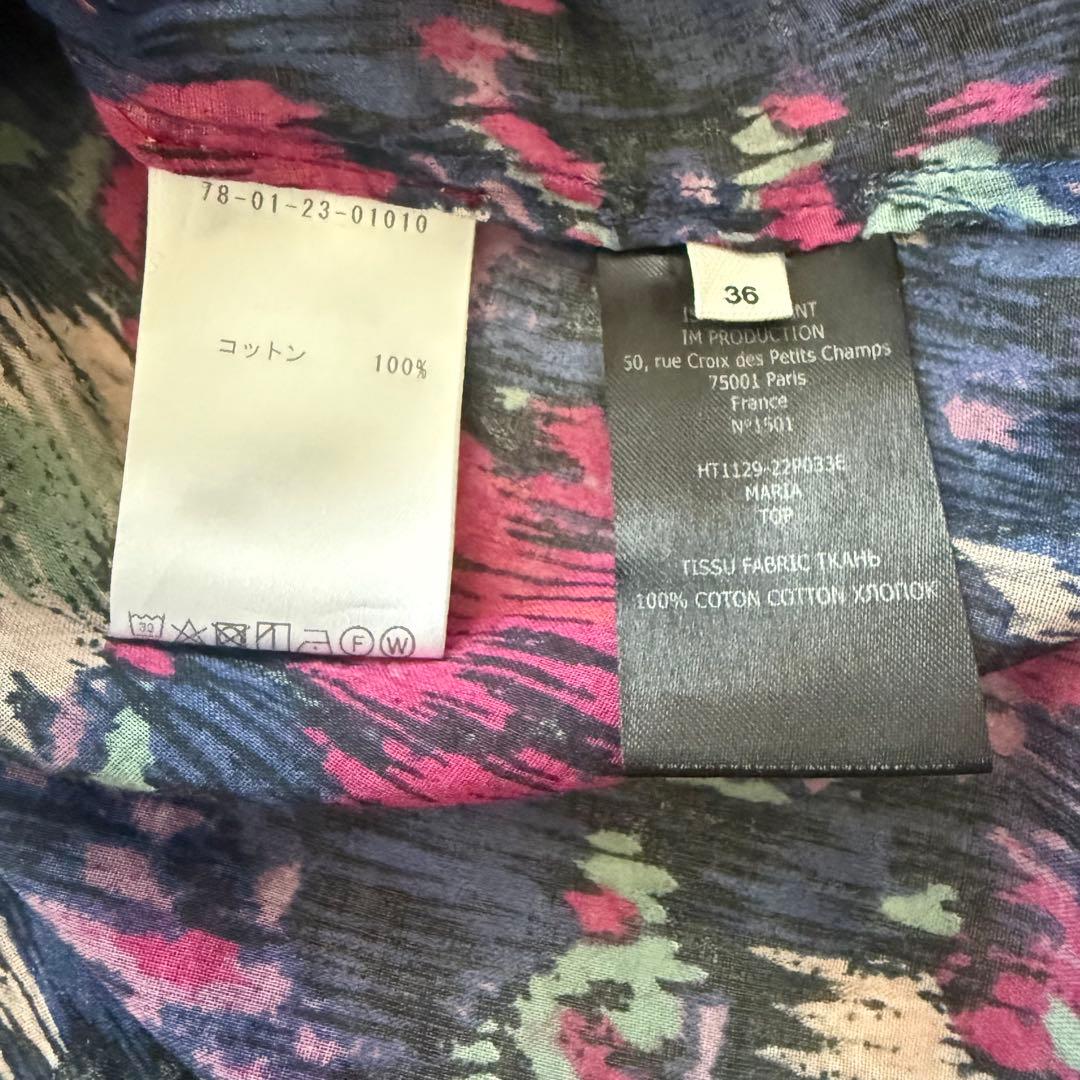 78-01-23-01010
コットン 100%
30
F W
36
IM PRODUCTION
50, rue Croix des Petits Champs
75001 Paris
France
N°1501
HT1129-22P033E
MARIA
TOP
TISSU FABRIC ТКАНЬ
100% COTON COTTON ХЛОПОК